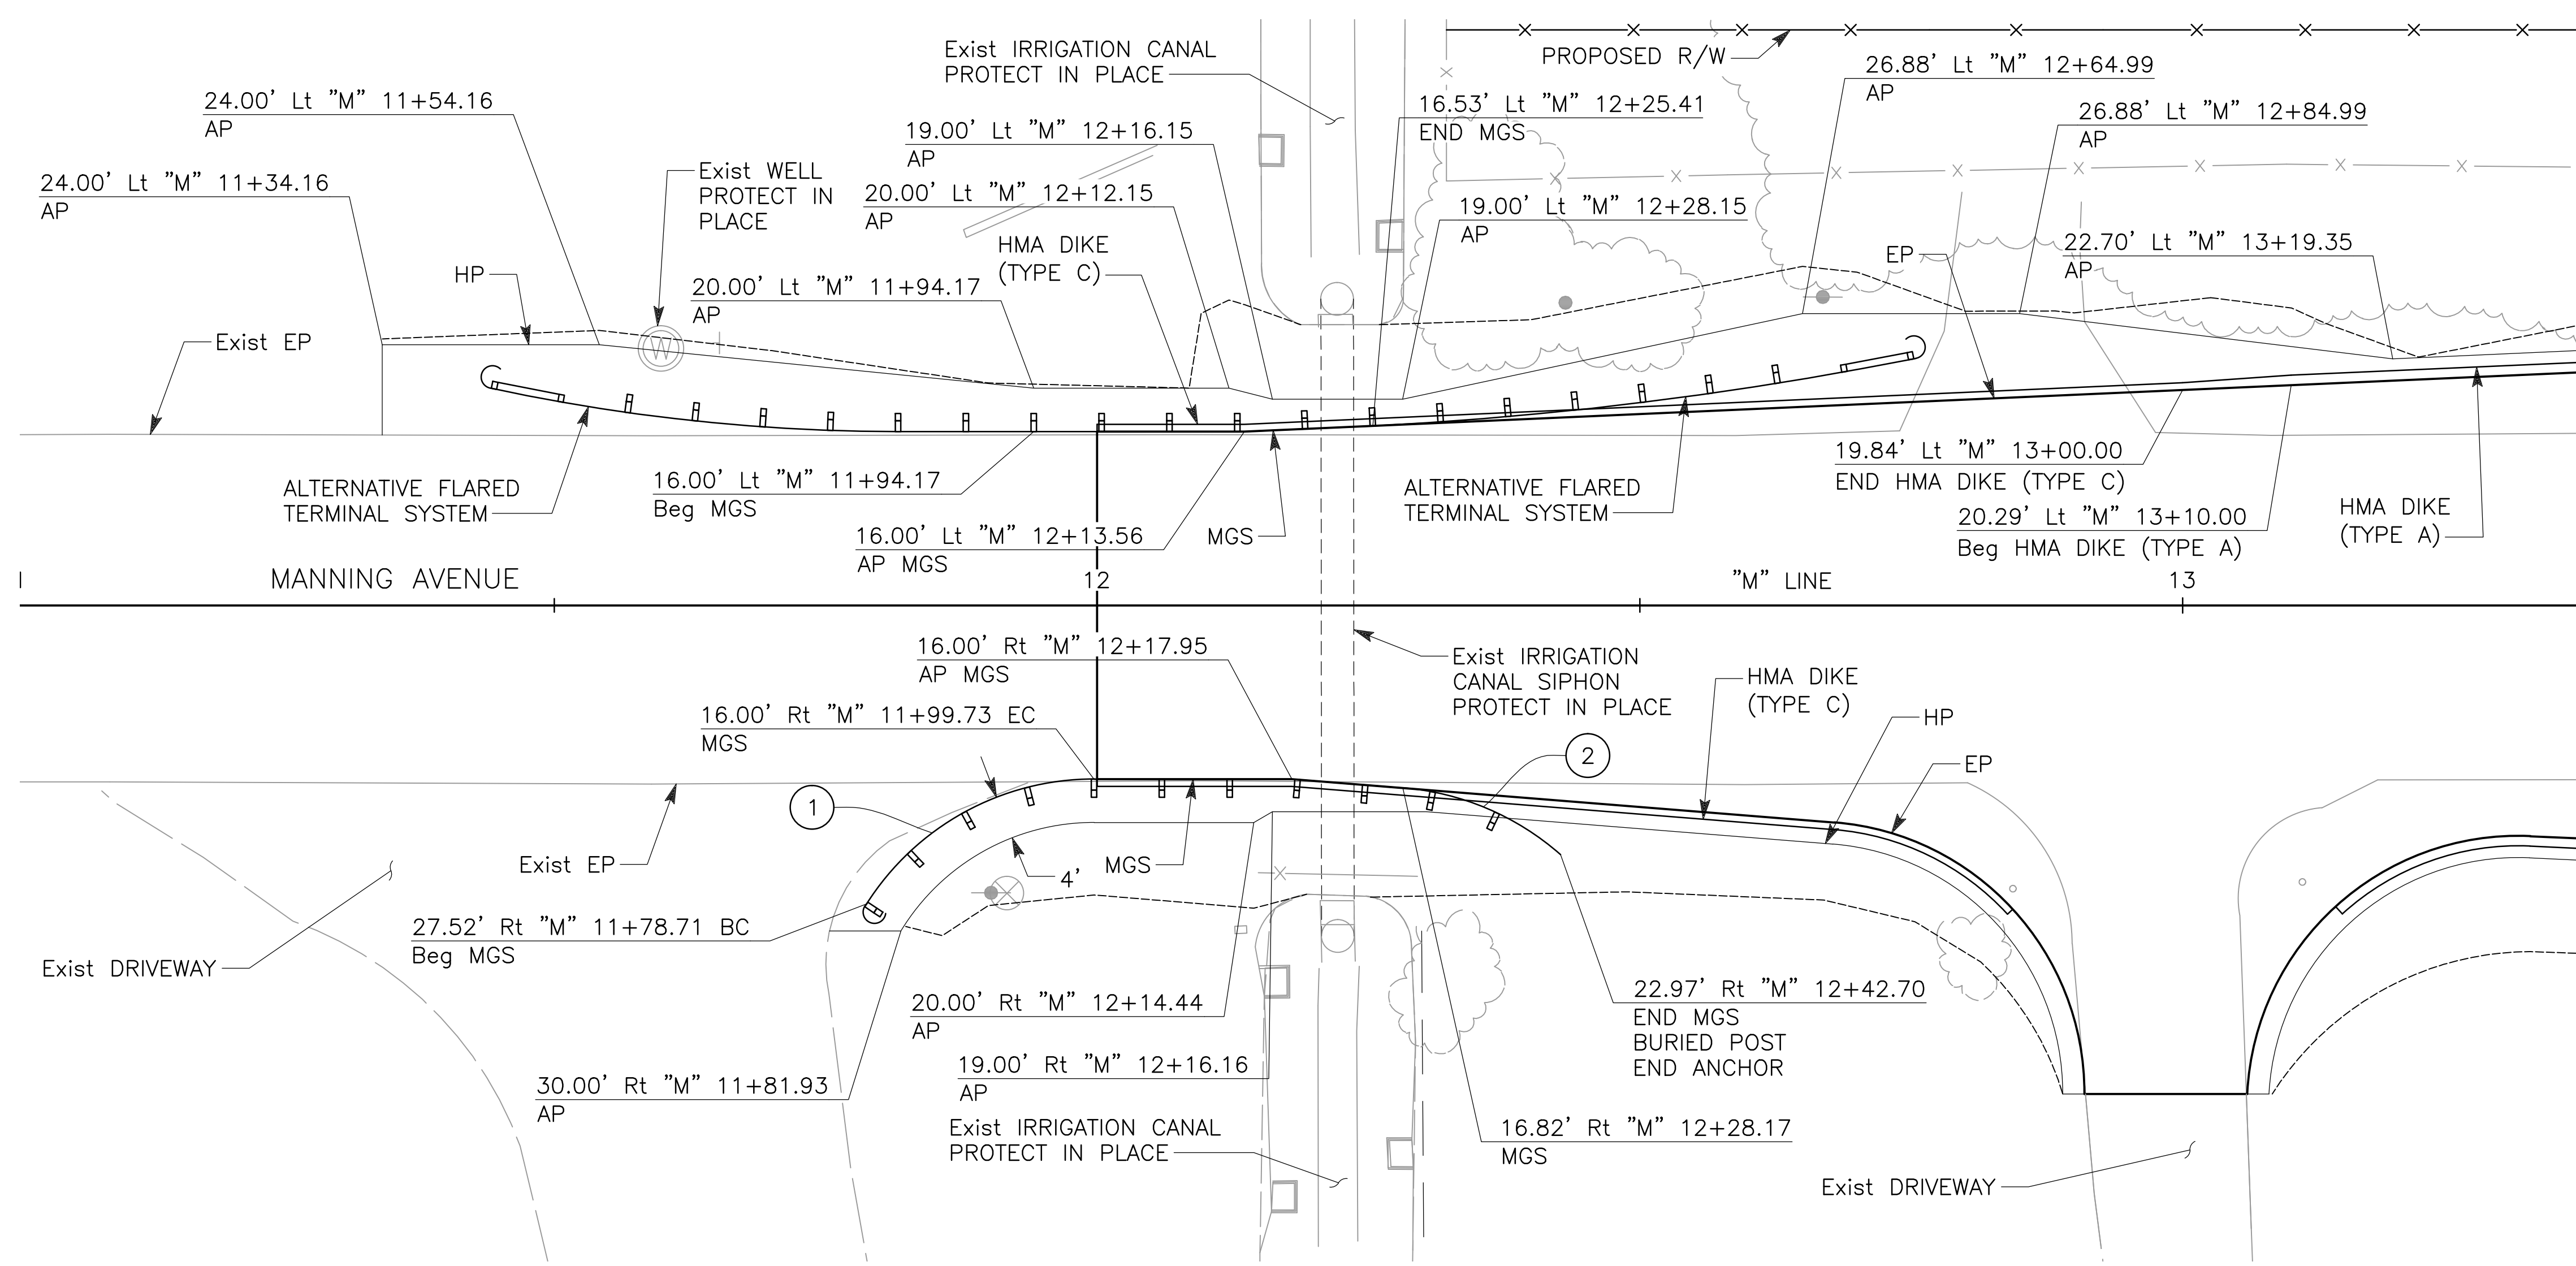 Exist IRRIGATION CANAL
PROTECT IN PLACE
PROPOSED R/W
26.88' Lt "M" 12+64.99
AP
24.00' Lt "M" 11+54.16
AP
16.53' Lt "M" 12+25.41
END MGS
26.88' Lt "M" 12+84.99
AP
19.00' Lt "M" 12+16.15
AP
Exist WELL
PROTECT IN
PLACE
24.00' Lt "M" 11+34.16
AP
20.00' Lt "M" 12+12.15
AP
19.00' Lt "M" 12+28.15
AP
HMA DIKE
(TYPE C)
22.70' Lt "M" 13+19.35
AP
EP
HP
20.00' Lt "M" 11+94.17
AP
Exist EP
W
ALTERNATIVE FLARED
TERMINAL SYSTEM
16.00' Lt "M" 11+94.17
Beg MGS
ALTERNATIVE FLARED
TERMINAL SYSTEM
19.84' Lt "M" 13+00.00
END HMA DIKE (TYPE C)
20.29' Lt "M" 13+10.00
Beg HMA DIKE (TYPE A)
HMA DIKE
(TYPE A)
16.00' Lt "M" 12+13.56
AP MGS
MGS
MANNING AVENUE
12
"M" LINE
13
16.00' Rt "M" 12+17.95
AP MGS
Exist IRRIGATION
CANAL SIPHON
PROTECT IN PLACE
HMA DIKE
(TYPE C)
HP
16.00' Rt "M" 11+99.73 EC
MGS
2
EP
1
Exist EP
MGS
4'
27.52' Rt "M" 11+78.71 BC
Beg MGS
Exist DRIVEWAY
20.00' Rt "M" 12+14.44
AP
22.97' Rt "M" 12+42.70
END MGS
BURIED POST
END ANCHOR
19.00' Rt "M" 12+16.16
AP
30.00' Rt "M" 11+81.93
AP
Exist IRRIGATION CANAL
PROTECT IN PLACE
16.82' Rt "M" 12+28.17
MGS
Exist DRIVEWAY